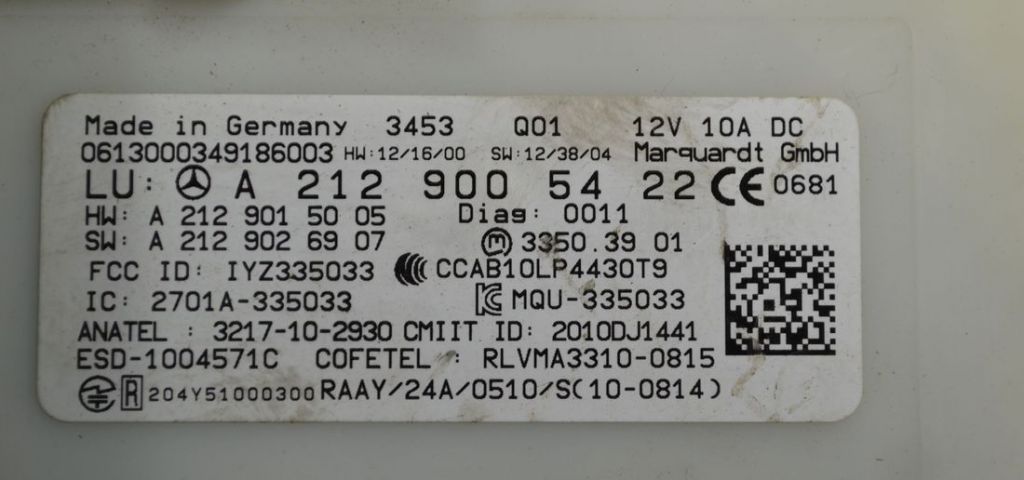 Made in Germany 3453 Q01 12V 10A DC
0613000349186003 HW:12/16/00 SW:12/38/04 Marquardt GmbH
LU: A 212 900 54 22 CE 0681
HW: A 212 901 50 05 Diag: 0011
SW: A 212 902 69 07 3350.39 01
FCC ID: IYZ335033 CCAB10LP4430T9
IC: 2701A-335033 MQU-335033
ANATEL : 3217-10-2930 CMIIT ID: 2010DJ1441
ESD-1004571C COFETEL : RLVMA3310-0815
R 204Y51000300 RAAY/24A/0510/S(10-0814)